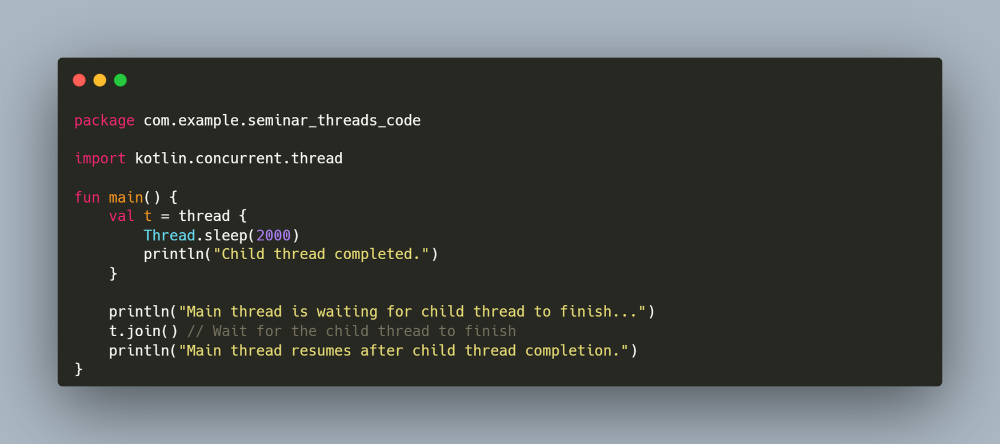 package com.example.seminar_threads_code

import kotlin.concurrent.thread

fun main() {
    val t = thread {
        Thread.sleep(2000)
        println("Child thread completed.")
    }

    println("Main thread is waiting for child thread to finish...")
    t.join() // Wait for the child thread to finish
    println("Main thread resumes after child thread completion.")
}